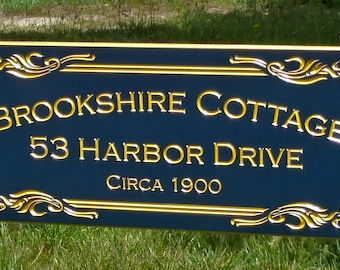 BROOKSHIRE COTTAGE
53 HARBOR DRIVE
CIRCA 1900